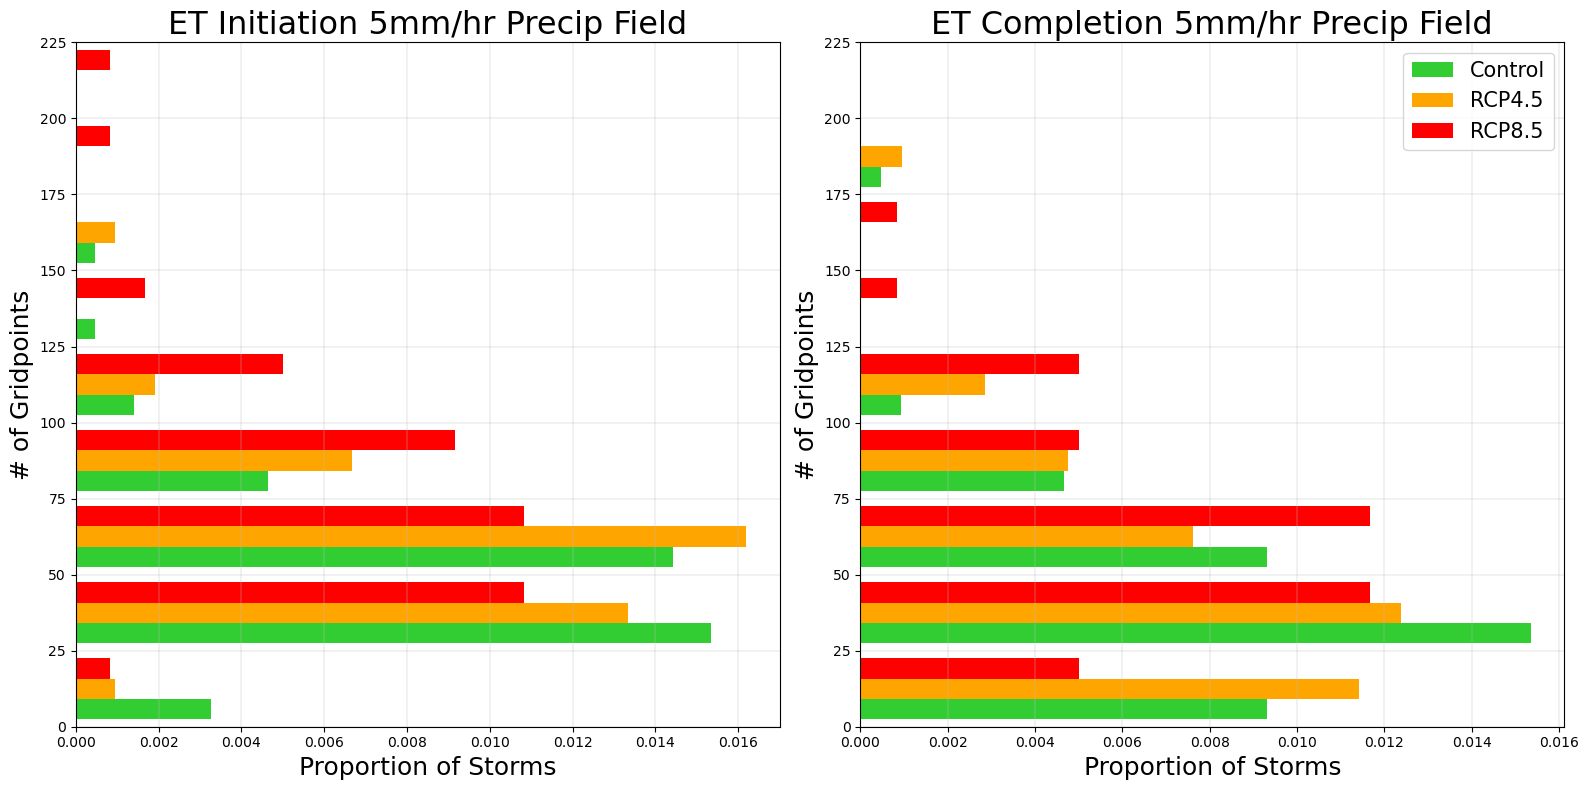 ET Initiation 5mm/hr Precip Field
225
200
175
150
125
100
75
50
25
0
# of Gridpoints
0.000 0.002 0.004 0.006 0.008 0.010 0.012 0.014 0.016
Proportion of Storms
ET Completion 5mm/hr Precip Field
Control
RCP4.5
RCP8.5
225
200
175
150
125
100
75
50
25
0
# of Gridpoints
0.000 0.002 0.004 0.006 0.008 0.010 0.012 0.014 0.016
Proportion of Storms